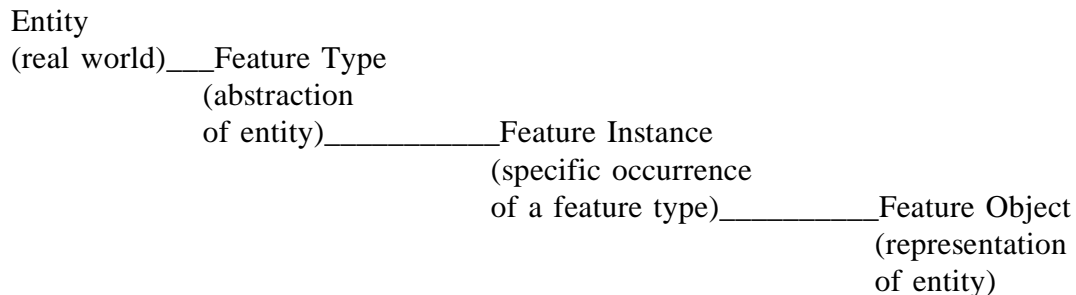 Entity
(real world)___Feature Type
(abstraction
of entity)___________Feature Instance
(specific occurrence
of a feature type)__________Feature Object
(representation
of entity)